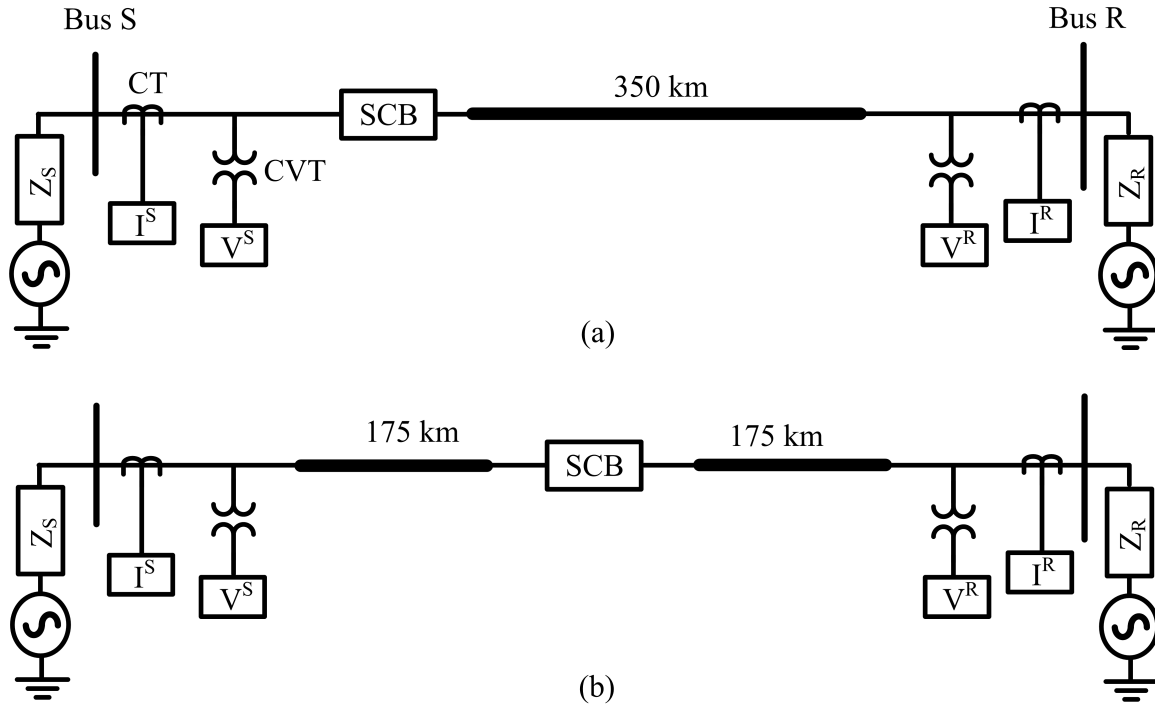 Bus S
Bus R
CT
350 km
SCB
CVT
Z_S
Z_R
I^S
V^S
V^R
I^R
(a)
175 km
175 km
SCB
Z_S
Z_R
I^S
V^S
V^R
I^R
(b)